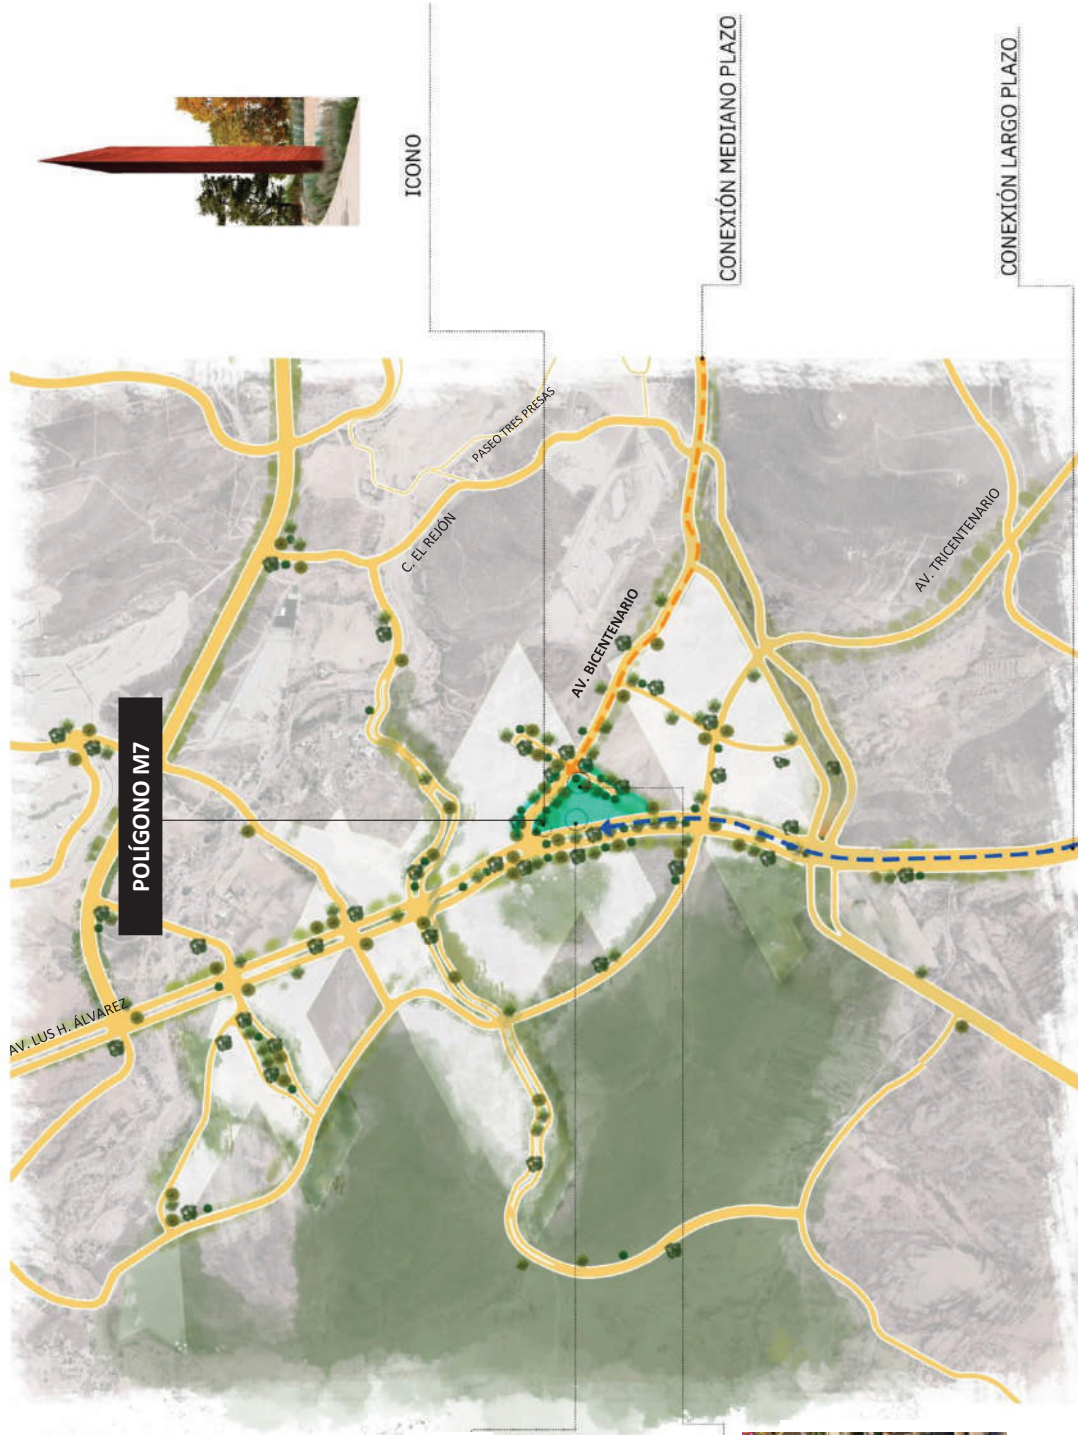 ICONO
CONEXIÓN MEDIANO PLAZO
CONEXIÓN LARGO PLAZO
PASEO TRES PRESAS
C. EL REJÓN
AV. TRICENTENARIO
AV. BICENTENARIO
POLÍGONO M7
AV. LUS H. ÁLVAREZ